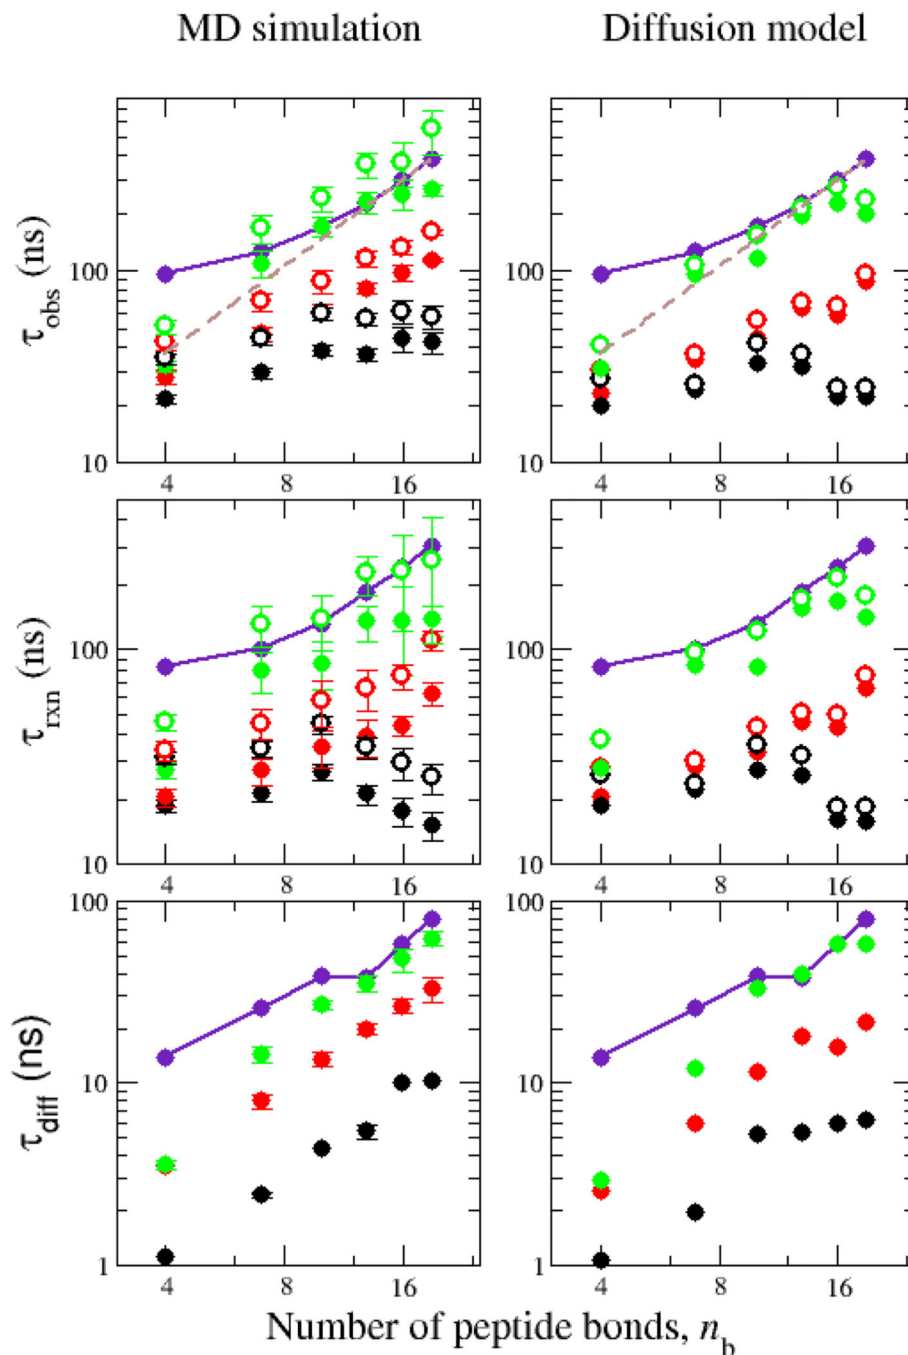 MD simulation Diffusion model
τobs (ns)
100
10
100
10
4 8 16 4 8 16
τrxn (ns)
100
10
100
10
4 8 16 4 8 16
τdiff (ns)
100
10
1
100
10
1
4 8 16 4 8 16
Number of peptide bonds, nb